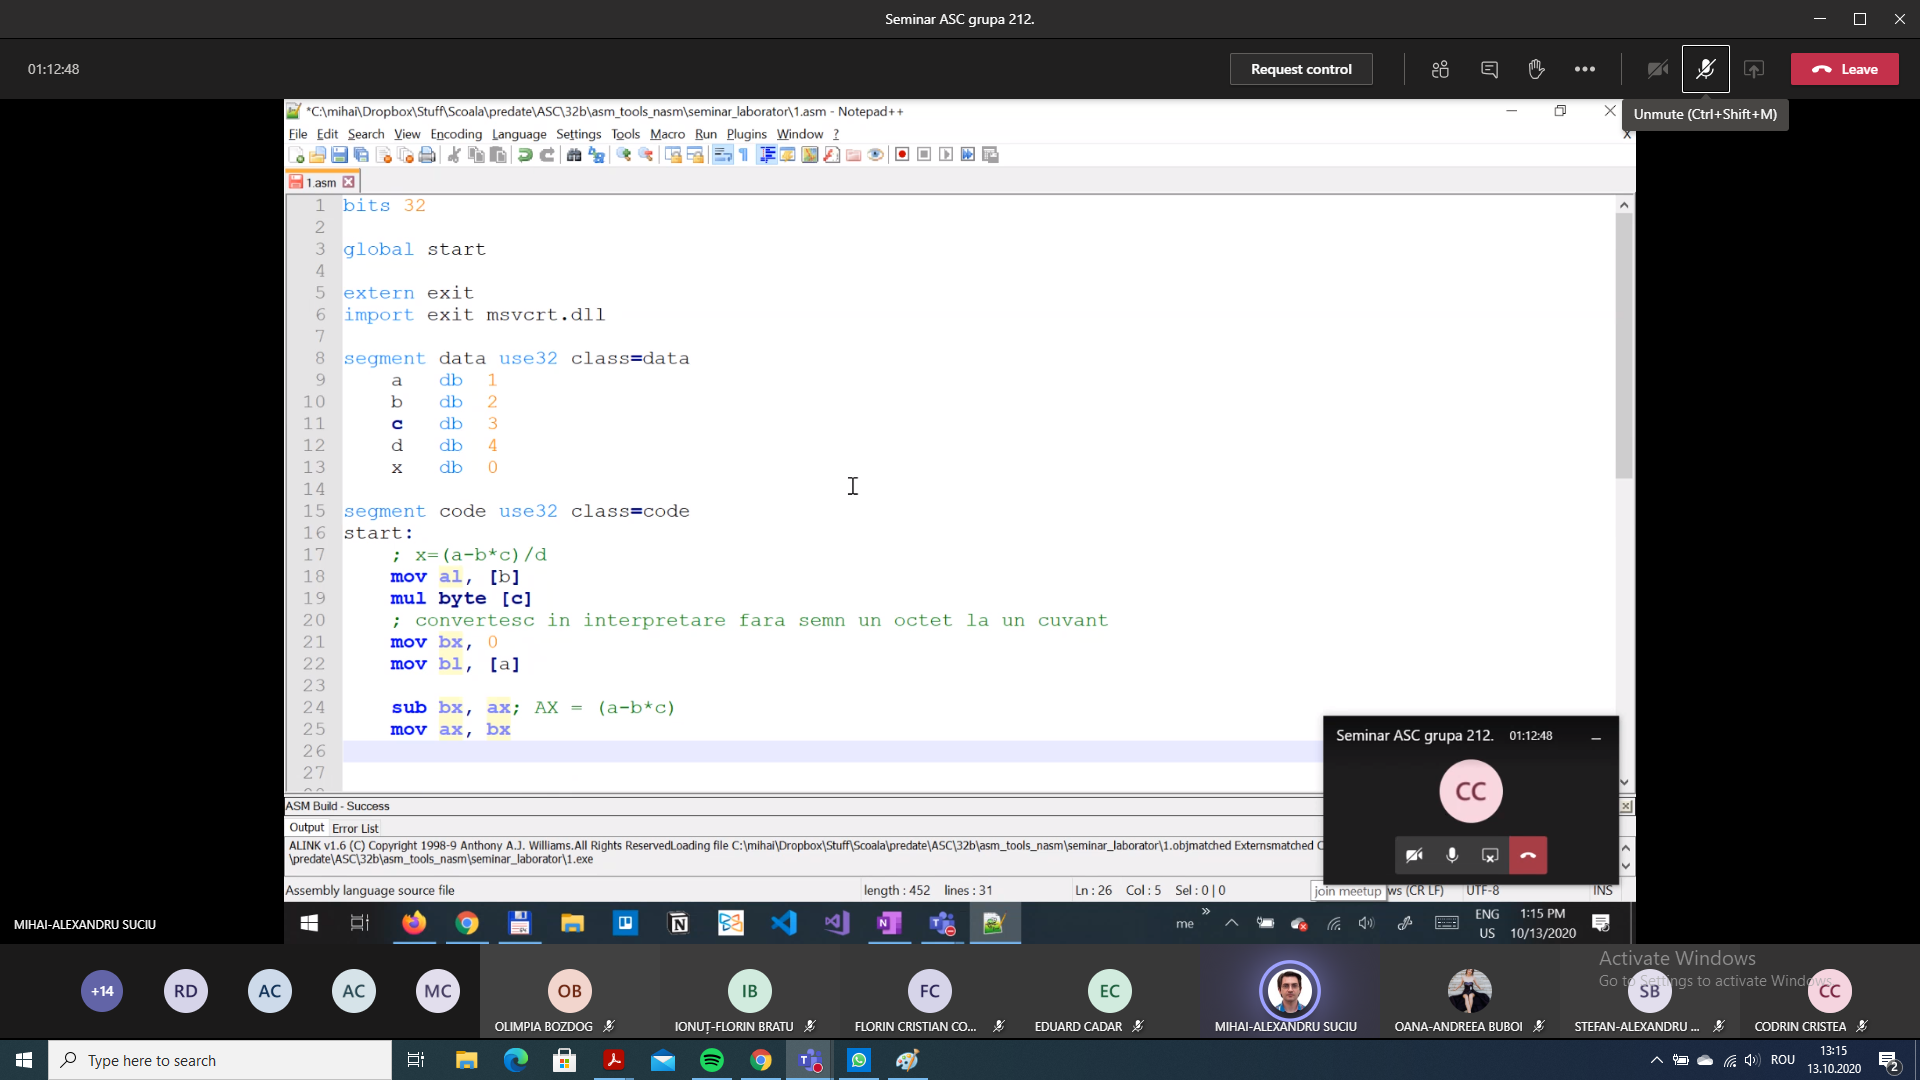 Seminar ASC grupa 212.
01:12:48
Request control
Leave
Unmute (Ctrl+Shift+M)
*C:\mihai\Dropbox\Stuff\Scoala\predate\ASC\32b\asm_tools_nasm\seminar_laborator\1.asm - Notepad++
File Edit Search View Encoding Language Settings Tools Macro Run Plugins Window ?
1.asm
1 bits 32
2
3 global start
4
5 extern exit
6 import exit msvcrt.dll
7
8 segment data use32 class=data
9 a db 1
10 b db 2
11 c db 3
12 d db 4
13 x db 0
14
15 segment code use32 class=code
16 start:
17 ; x=(a-b*c)/d
18 mov al, [b]
19 mul byte [c]
20 ; convertesc in interpretare fara semn un octet la un cuvant
21 mov bx, 0
22 mov bl, [a]
23
24 sub bx, ax; AX = (a-b*c)
25 mov ax, bx
26
27
Seminar ASC grupa 212. 01:12:48
CC
ASM Build - Success
Output Error List
ALINK v1.6 (C) Copyright 1998-9 Anthony A.J. Williams.All Rights ReservedLoading file C:\mihai\Dropbox\Stuff\Scoala\predate\ASC\32b\asm_tools_nasm\seminar_laborator\1.objmatched Externsmatched C
\predate\ASC\32b\asm_tools_nasm\seminar_laborator\1.exe
Assembly language source file length : 452 lines : 31 Ln : 26 Col : 5 Sel : 0 | 0 join meetup ws (CR LF) UTF-8 INS
me » ENG US 1:15 PM 10/13/2020
MIHAI-ALEXANDRU SUCIU
Activate Windows
Go to Settings to activate Windows.
+14 RD AC AC MC OB IB FC EC SB CC
OLIMPIA BOZDOG IONUȚ-FLORIN BRATU FLORIN CRISTIAN CO... EDUARD CADAR MIHAI-ALEXANDRU SUCIU OANA-ANDREEA BUBOI STEFAN-ALEXANDRU ... CODRIN CRISTEA
Type here to search
ROU
13:15
13.10.2020
2